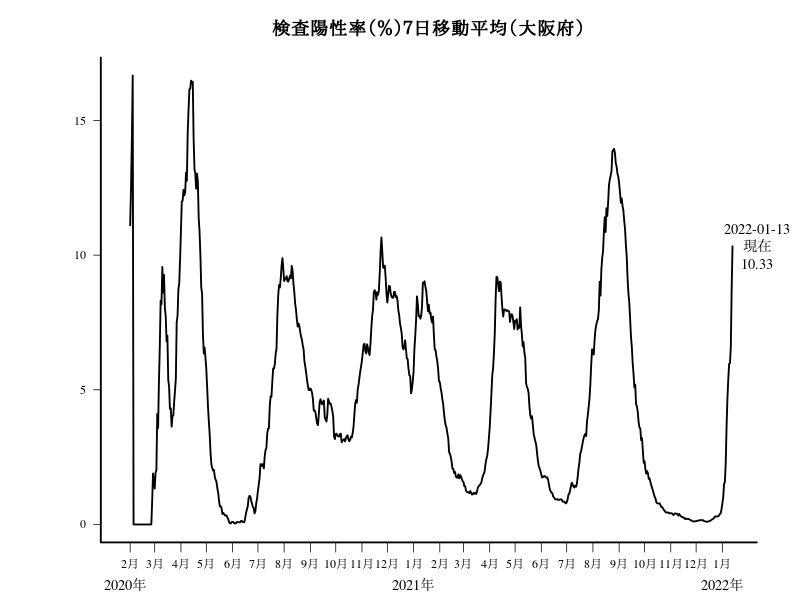 検査陽性率(%)7日移動平均(大阪府)
15
10
5
0
2022-01-13
現在
10.33
2月 3月 4月 5月 6月 7月 8月 9月 10月 11月 12月 1月 2月 3月 4月 5月 6月 7月 8月 9月 10月 11月 12月 1月
2020年 2021年 2022年